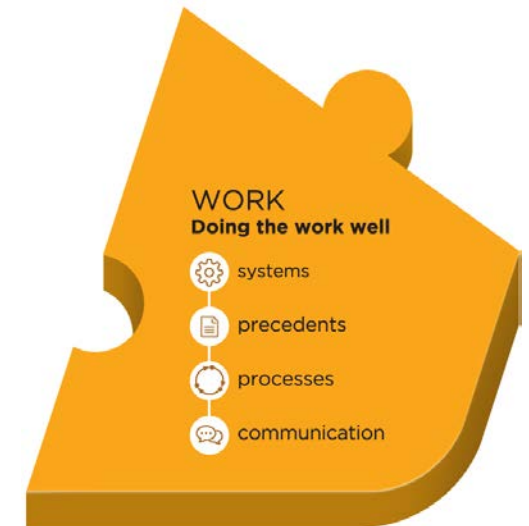 WORK
Doing the work well
systems
precedents
processes
communication